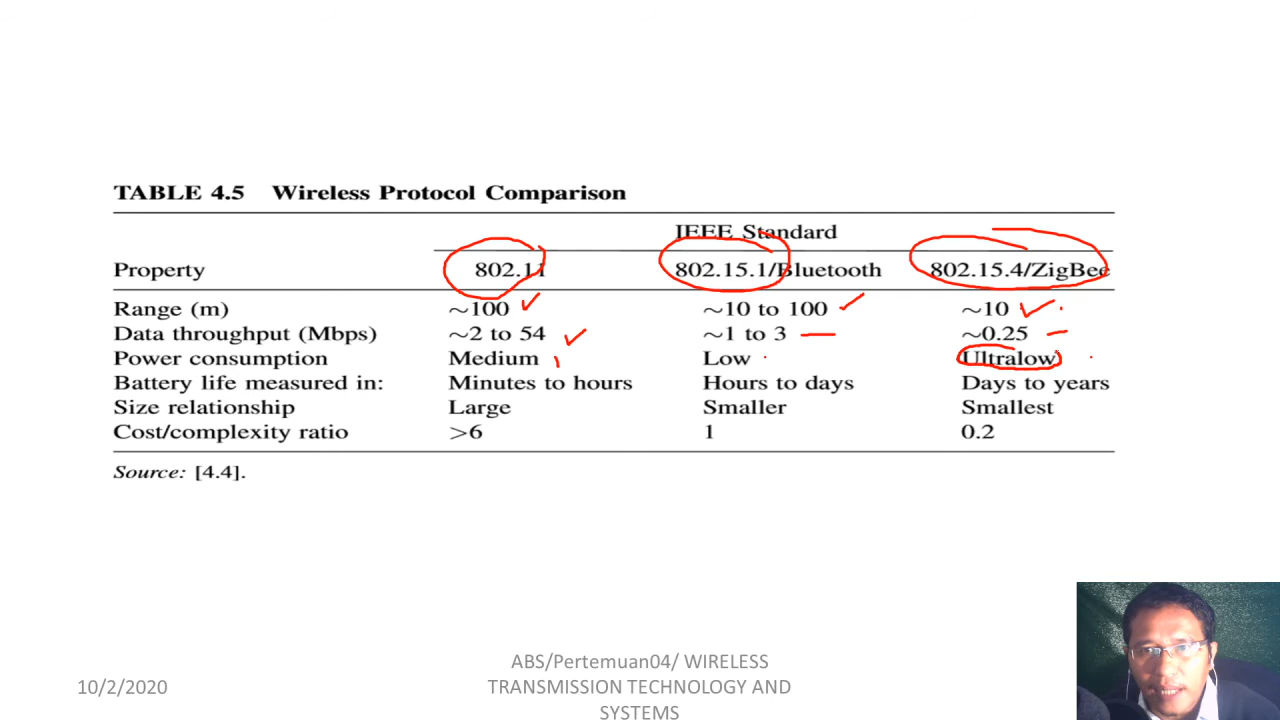 TABLE 4.5 Wireless Protocol Comparison
IEEE Standard
Property 802.11 802.15.1/Bluetooth 802.15.4/ZigBee
Range (m) ~100 ~10 to 100 ~10
Data throughput (Mbps) ~2 to 54 ~1 to 3 ~0.25
Power consumption Medium Low Ultralow
Battery life measured in: Minutes to hours Hours to days Days to years
Size relationship Large Smaller Smallest
Cost/complexity ratio >6 1 0.2
Source: [4.4].
10/2/2020
ABS/Pertemuan04/ WIRELESS
TRANSMISSION TECHNOLOGY AND
SYSTEMS